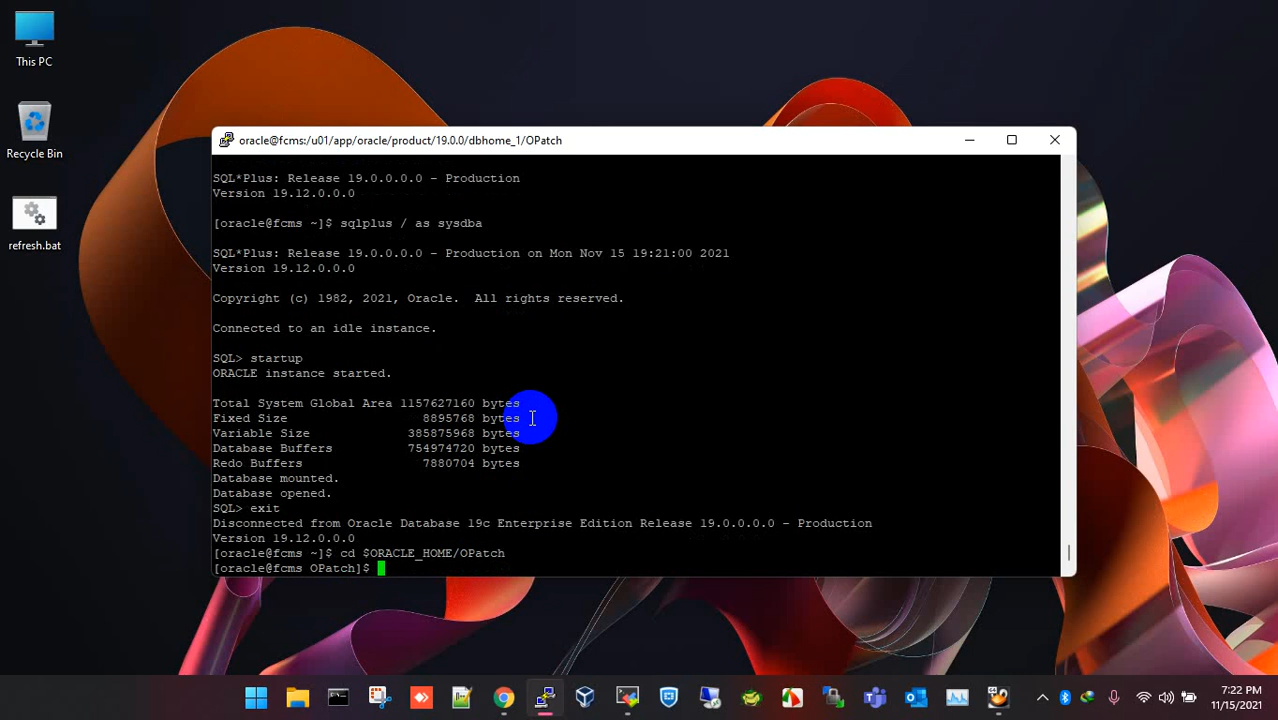 This PC
Recycle Bin
refresh.bat
oracle@fcms:/u01/app/oracle/product/19.0.0/dbhome_1/OPatch
SQL*Plus: Release 19.0.0.0.0 - Production
Version 19.12.0.0.0
[oracle@fcms ~]$ sqlplus / as sysdba
SQL*Plus: Release 19.0.0.0.0 - Production on Mon Nov 15 19:21:00 2021
Version 19.12.0.0.0
Copyright (c) 1982, 2021, Oracle.  All rights reserved.
Connected to an idle instance.
SQL> startup
ORACLE instance started.
Total System Global Area 1157627160 bytes
Fixed Size                  8895768 bytes
Variable Size             385875968 bytes
Database Buffers          754974720 bytes
Redo Buffers                7880704 bytes
Database mounted.
Database opened.
SQL> exit
Disconnected from Oracle Database 19c Enterprise Edition Release 19.0.0.0.0 - Production
Version 19.12.0.0.0
[oracle@fcms ~]$ cd $ORACLE_HOME/OPatch
[oracle@fcms OPatch]$
7:22 PM
11/15/2021